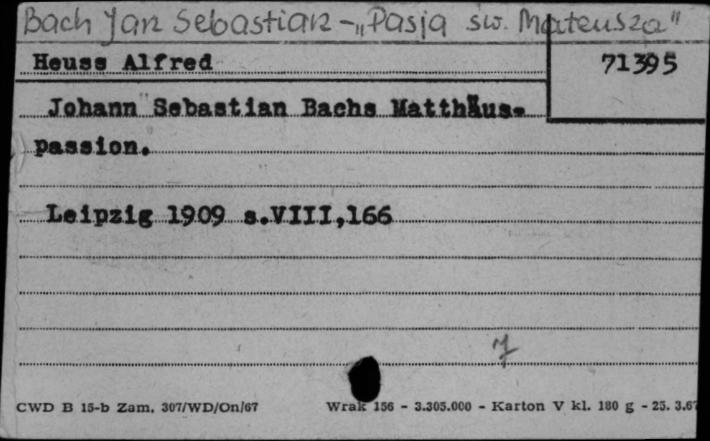 Bach Jan Sebastian - „Pasja św. Mateusza"
Heuss Alfred
71395
Johann Sebastian Bachs Matthäus-
passion.
Leipzig 1909 s.VIII,166
7
CWD B 15-b Zam. 307/WD/On/67 Wrak 156 - 3.305.000 - Karton V kl. 180 g - 25. 3.67